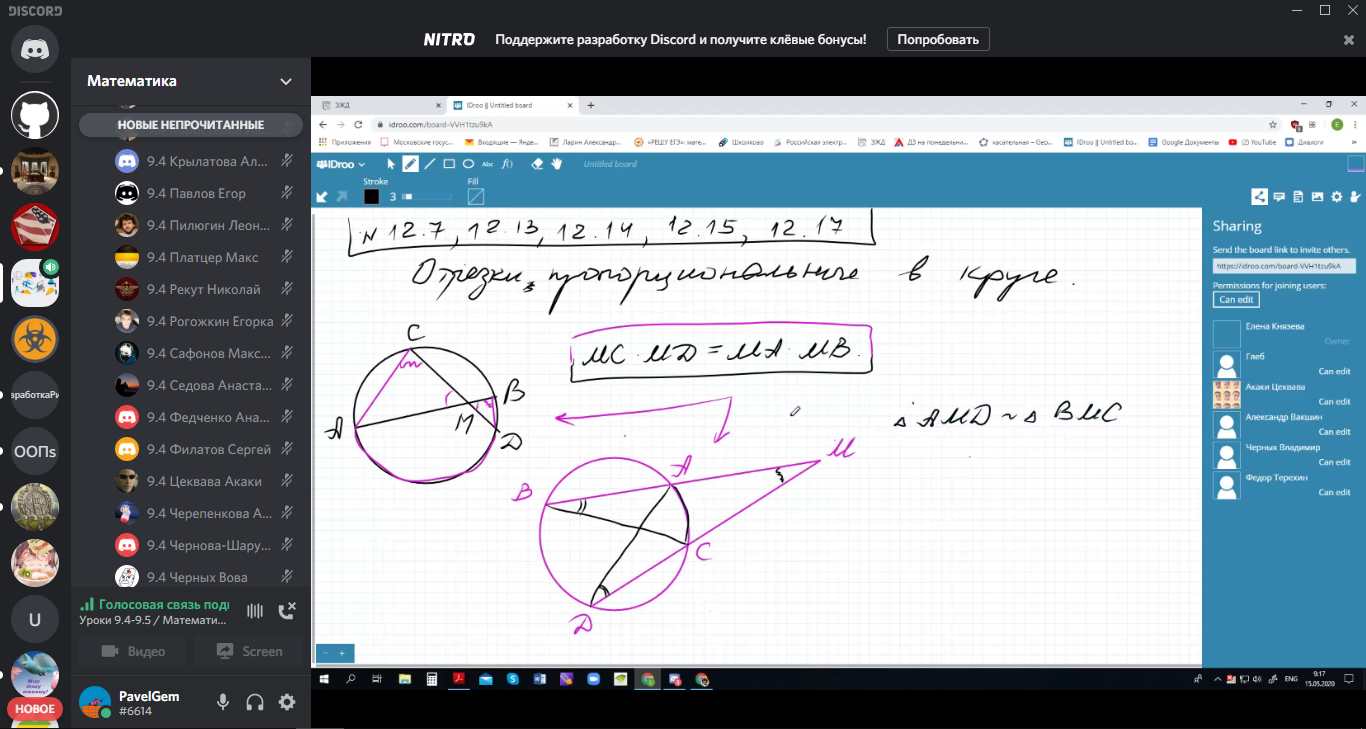 DISCORD
NITRO Поддержите разработку Discord и получите клёвые бонусы! Попробовать
Математика
НОВЫЕ НЕПРОЧИТАННЫЕ
9.4 Крылатова Ал...
9.4 Павлов Егор
9.4 Пилюгин Леон...
9.4 Платцер Макс
9.4 Рекут Николай
9.4 Рогожкин Егорка
9.4 Сафонов Макс...
9.4 Седова Анаста...
9.4 Федченко Ана...
9.4 Филатов Сергей
9.4 Цеквава Акаки
9.4 Черепенкова А...
9.4 Чернова-Шару...
9.4 Черных Вова
ООПs
U
НОВОЕ
Голосовая связь подк
Уроки 9.4-9.5 / Математи...
Видео Screen
PavelGem
#6614
ЭЖД IDroo || Untitled board
idroo.com/board-VVH1tzu9kA
Приложения Московские госус... Входящие — Янде... Ларин Александр... «РЕШУ ЕГЭ»: мате... Школково Российская электр... ЭЖД ДЗ на понедельни... касательная – Geo... IDroo || Untitled bo... Google Документы (2) YouTube Диалоги
IDroo Abc f() Untitled board
Stroke Fill
3
N 12.7, 12.13, 12.14, 12.15, 12.17
Отрезки, пропорциональные в круге.
MC · MD = MA · MB.
C
A
B
M
D
△ AMD ~ △ BMC
M
A
B
C
D
Sharing
Send the board link to invite others.
https://idroo.com/board-VVH1tzu9kA
Permissions for joining users:
Can edit
Елена Князева
Owner
Глеб
Can edit
Акаки Цеквава
Can edit
Александр Вакшин
Can edit
Черных Владимир
Can edit
Федор Терехин
Can edit
ENG 9:17
15.05.2020